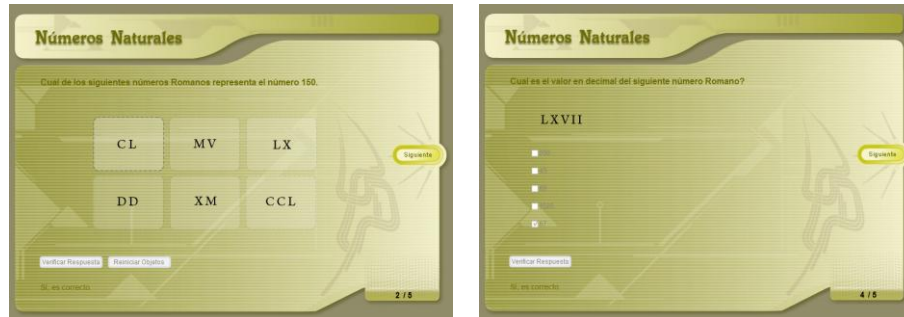 Números Naturales
Cual de los siguientes números Romanos representa el número 150.
CL MV LX
DD XM CCL
Siguiente
Verificar Respuesta Reiniciar Objetos
Si, es correcto
2 / 5
Números Naturales
Cual es el valor en decimal del siguiente número Romano?
LXVII
Siguiente
Verificar Respuesta
Si, es correcto
4 / 5